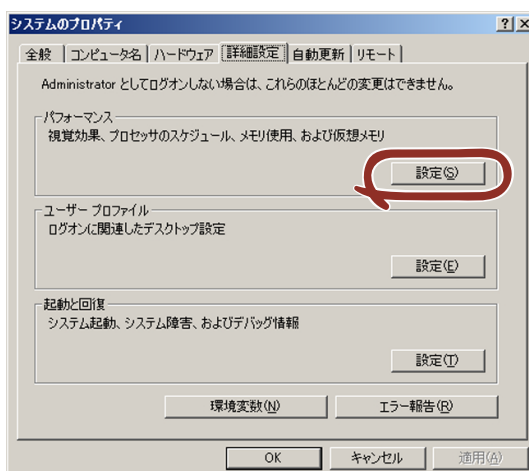 システムのプロパティ
全般 コンピュータ名 ハードウェア 詳細設定 自動更新 リモート
Administrator としてログオンしない場合は、これらのほとんどの変更はできません。
パフォーマンス
視覚効果、プロセッサのスケジュール、メモリ使用、および仮想メモリ
設定(S)
ユーザー プロファイル
ログオンに関連したデスクトップ設定
設定(E)
起動と回復
システム起動、システム障害、およびデバッグ情報
設定(T)
環境変数(N) エラー報告(R)
OK キャンセル 適用(A)